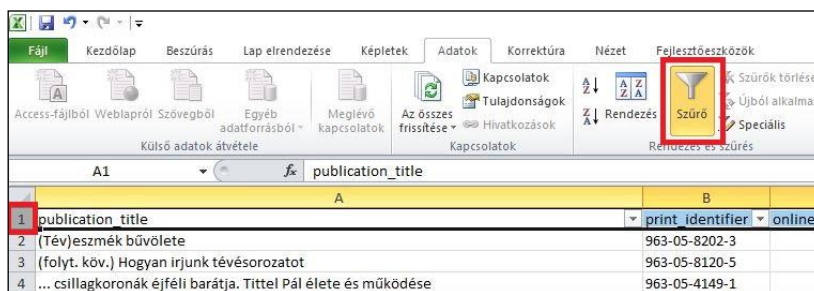 Fájl Kezdőlap Beszúrás Lap elrendezése Képletek Adatok Korrektúra Nézet Fejlesztőeszközök
Access-fájlból Weblapról Szövegből Egyéb adatforrásból Meglévő kapcsolatok
Külső adatok átvétele
Az összes frissítése
Kapcsolatok
Tulajdonságok
Hivatkozások
Kapcsolatok
Rendezés
Szűrő
Szűrők törlése
Újból
Speciális
Rendezés és szűrés
A1 fx publication_title
A B
1 publication_title print_identifier online
2 (Tév)eszmék bűvölete 963-05-8202-3
3 (folyt. köv.) Hogyan irjunk tévésorozatot 963-05-8120-5
4 ... csillagkoronák éjféli barátja. Tittel Pál élete és működése 963-05-4149-1